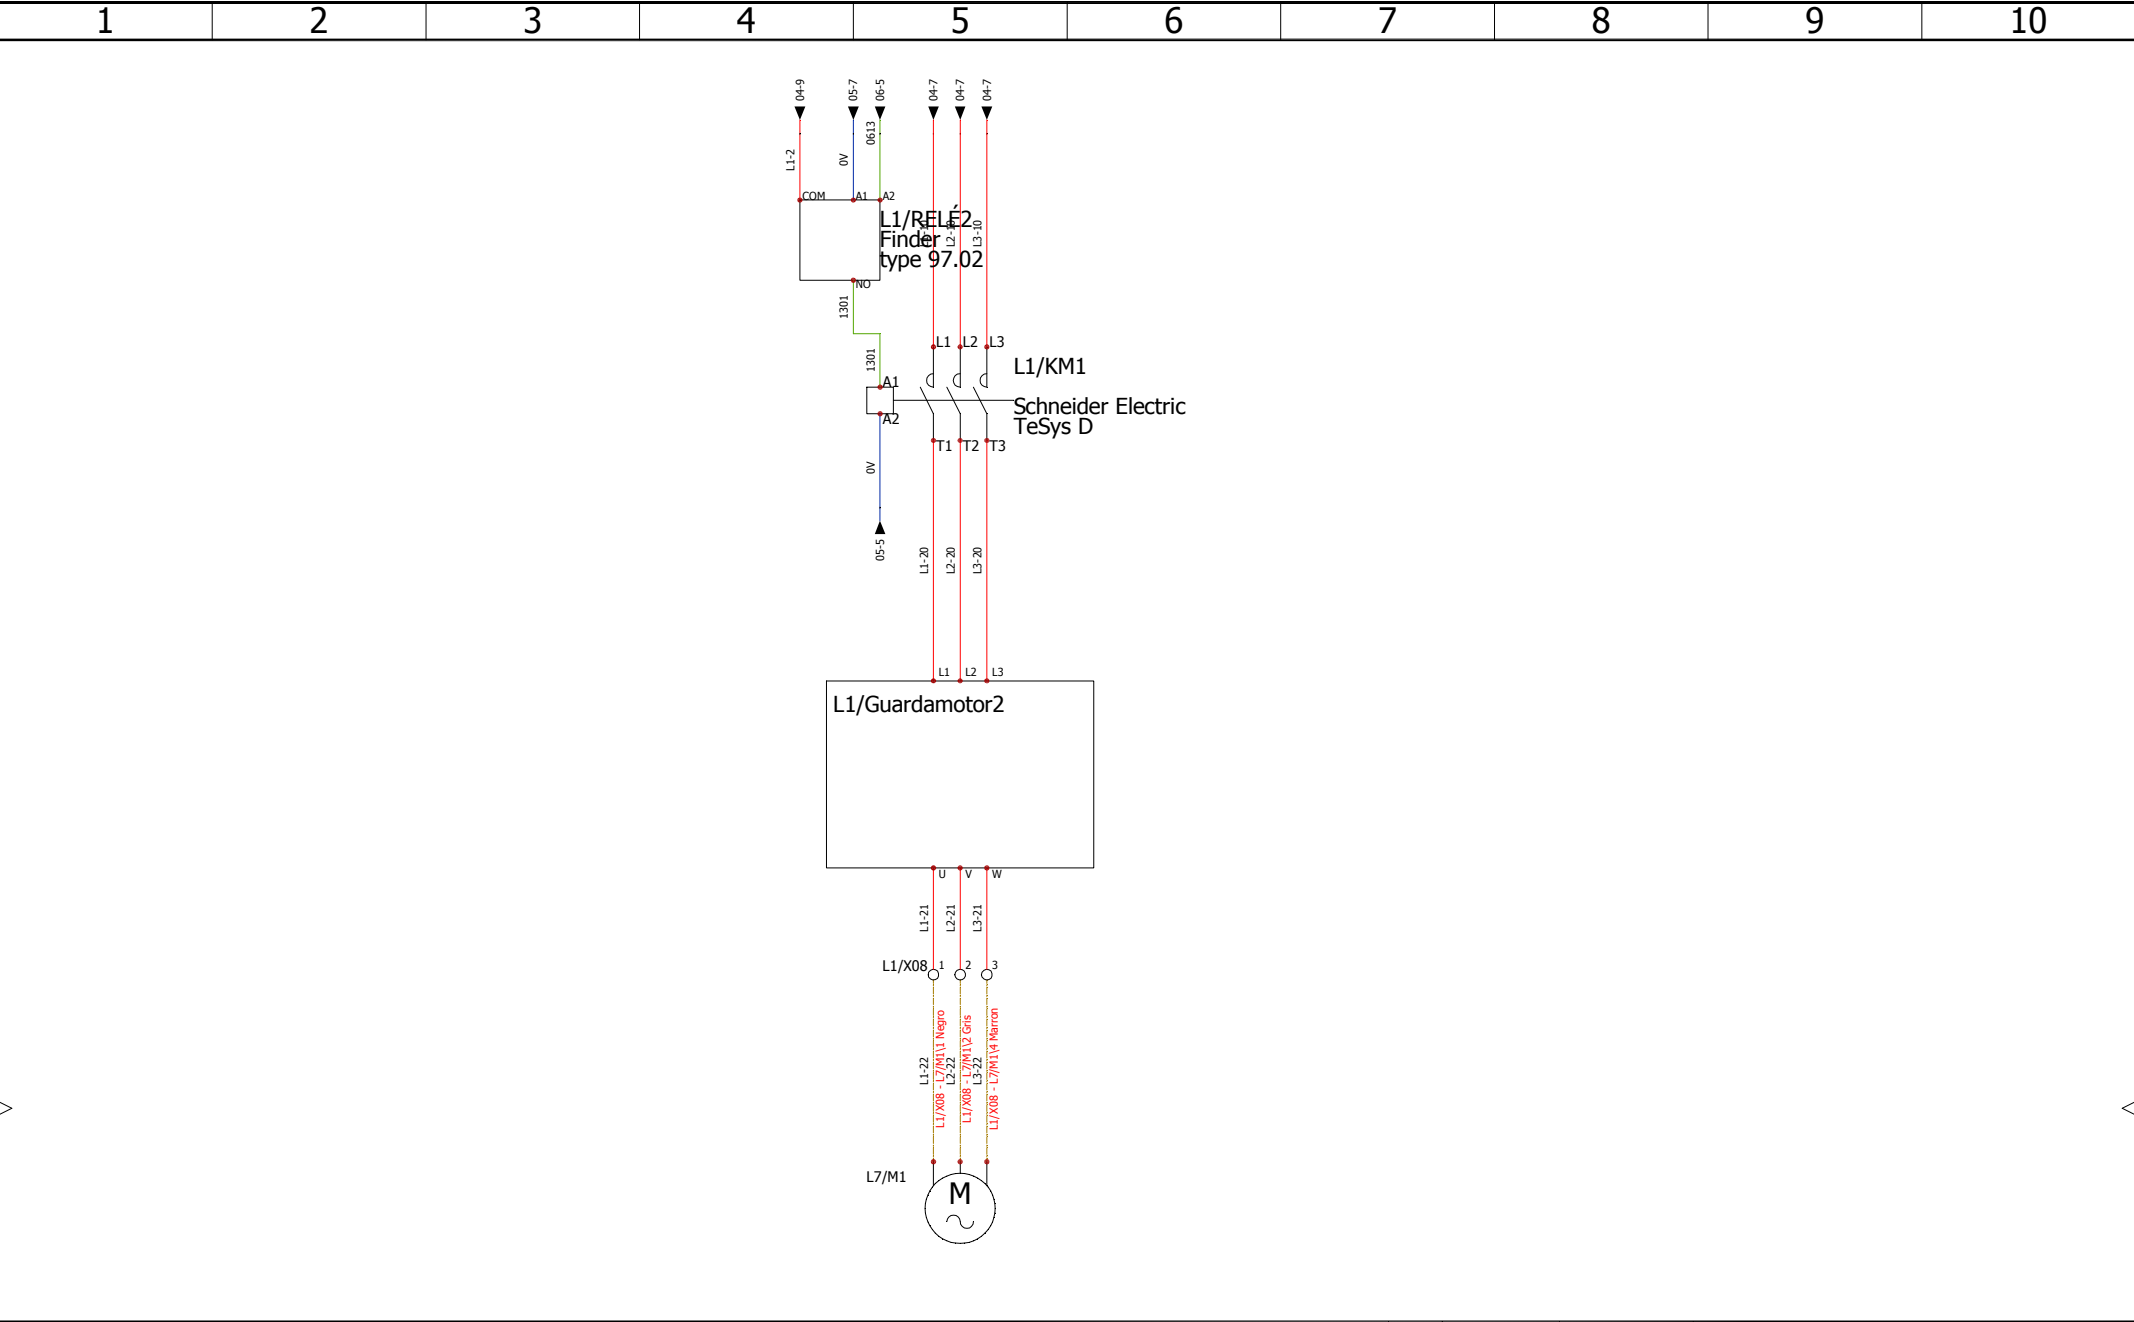 1 2 3 4 5 6 7 8 9 10
04-9 05-7 06-5 04-7 04-7 04-7
L1-2 0V 0613
COM A1 A2
L1/RELÉ2
Finder
type 97.02
L2-10 L3-10
NO
1301
1301
L1 L2 L3
L1/KM1
A1
A2
Schneider Electric
TeSys D
T1 T2 T3
0V
05-5
L1-20 L2-20 L3-20
L1 L2 L3
L1/Guardamotor2
U V W
L1-21 L2-21 L3-21
L1/X08 1 2 3
L1-22 L2-22 L3-22
L1/X08 - L7/M1\1 Negro
L1/X08 - L7/M1\2 Gris
L1/X08 - L7/M1\4 Marron
L7/M1
M